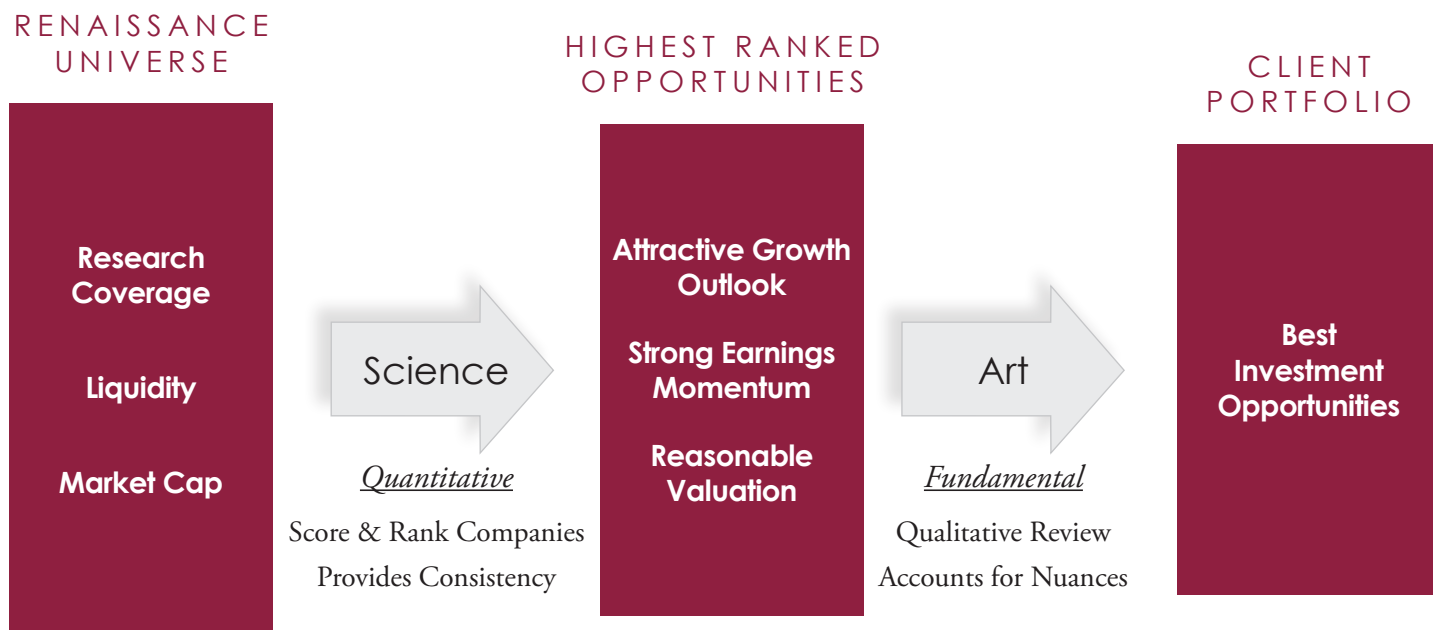 RENAISSANCE
UNIVERSE
Research
Coverage
Liquidity
Market Cap
Science
Quantitative
Score & Rank Companies
Provides Consistency
HIGHEST RANKED
OPPORTUNITIES
Attractive Growth
Outlook
Strong Earnings
Momentum
Reasonable
Valuation
Art
Fundamental
Qualitative Review
Accounts for Nuances
CLIENT
PORTFOLIO
Best
Investment
Opportunities